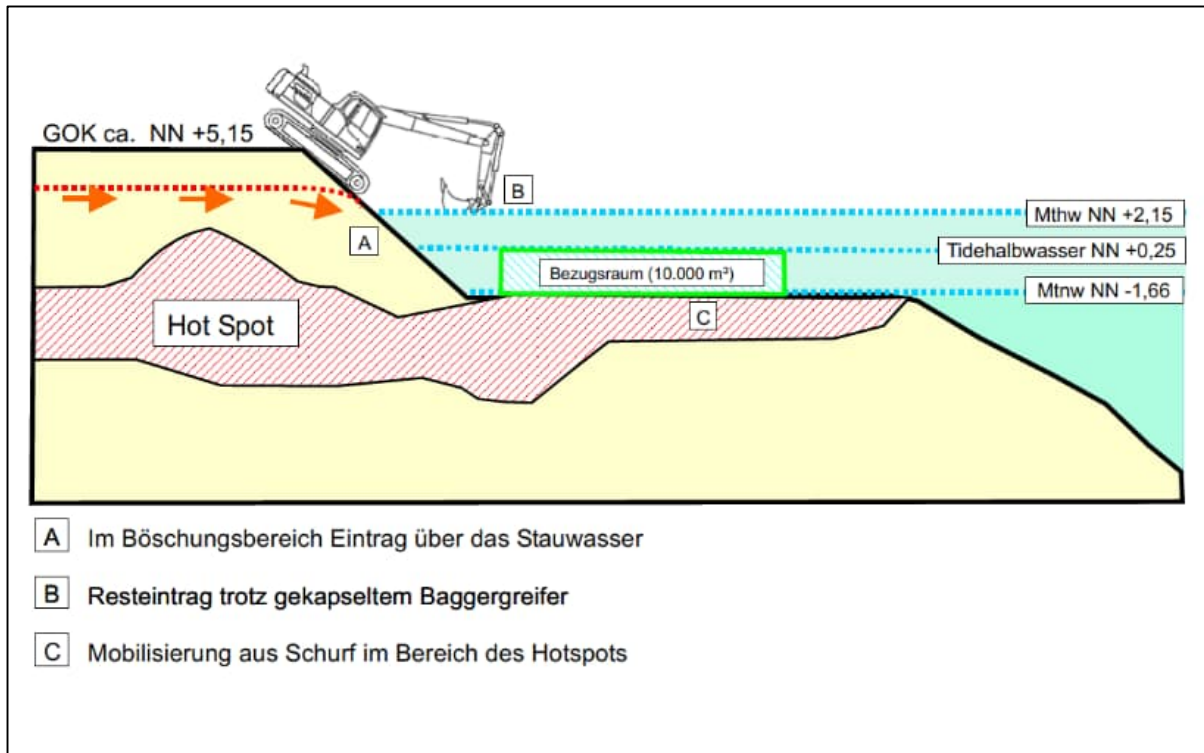 GOK ca. NN +5,15
B
Mthw NN +2,15
A
Tidehalbwasser NN +0,25
Bezugsraum (10.000 m³)
Mtnw NN -1,66
Hot Spot
C
A Im Böschungsbereich Eintrag über das Stauwasser
B Resteintrag trotz gekapseltem Baggergreifer
C Mobilisierung aus Schurf im Bereich des Hotspots